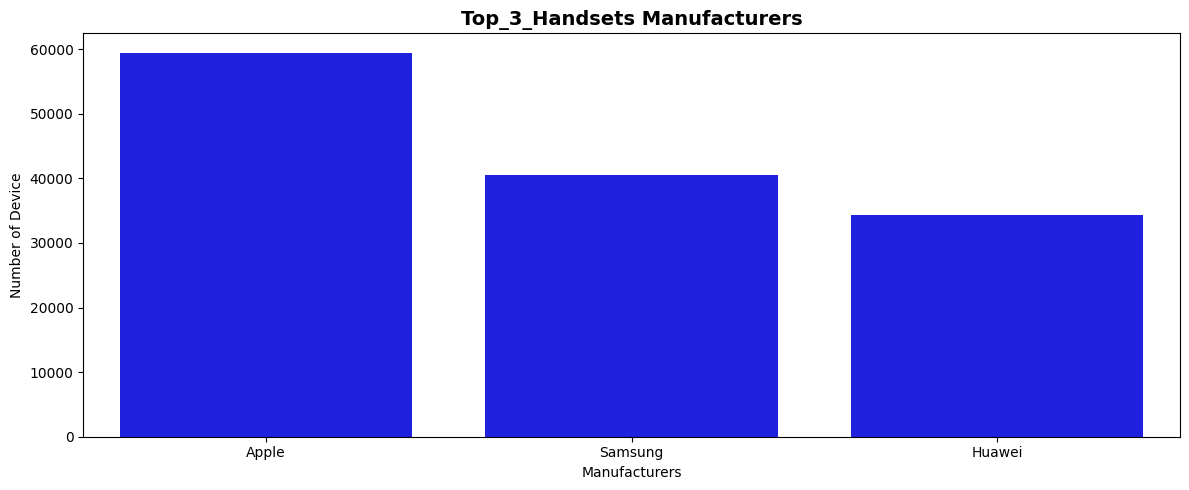 Top_3_Handsets Manufacturers
Number of Device
60000
50000
40000
30000
20000
10000
0
Apple
Samsung
Huawei
Manufacturers